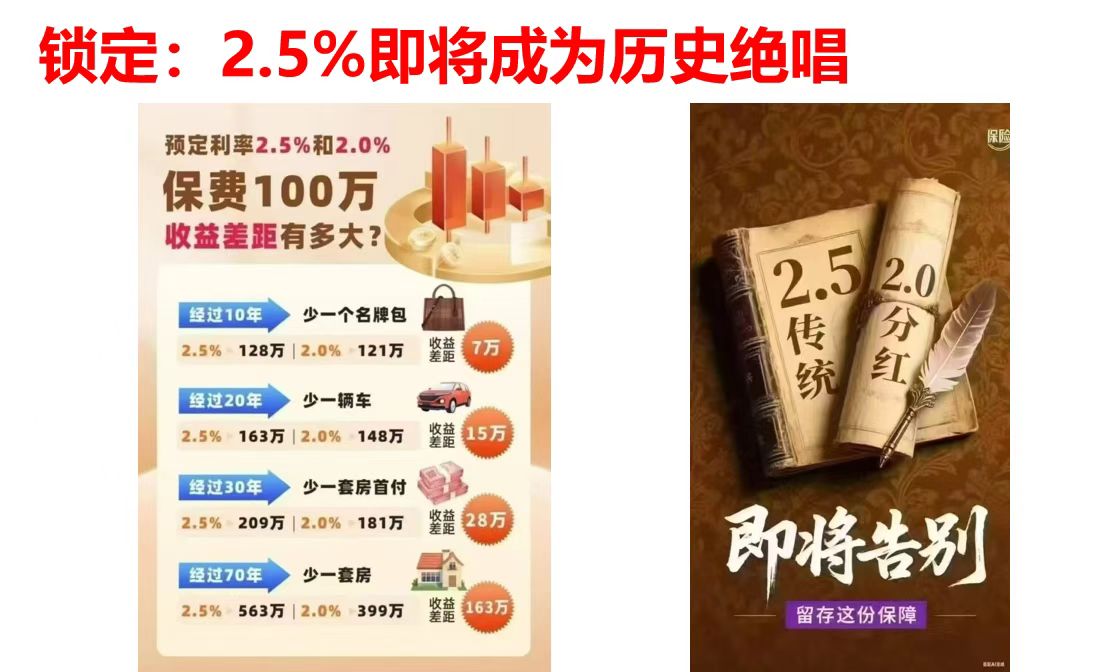 锁定：2.5%即将成为历史绝唱
预定利率2.5%和2.0%
保费100万
收益差距有多大?
经过10年 少一个名牌包
2.5% 128万 | 2.0% 121万 收益差距 7万
经过20年 少一辆车
2.5% 163万 | 2.0% 148万 收益差距 15万
经过30年 少一套房首付
2.5% 209万 | 2.0% 181万 收益差距 28万
经过70年 少一套房
2.5% 563万 | 2.0% 399万 收益差距 163万
保险
2.5
传统
2.0
分红
即将告别
留存这份保障